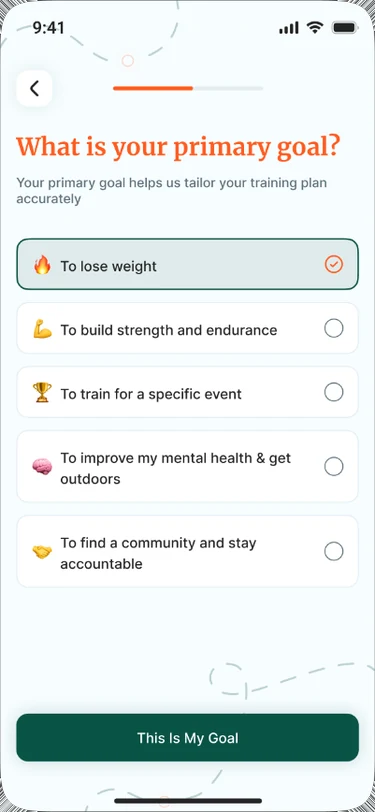 9:41
What is your primary goal?
Your primary goal helps us tailor your training plan
accurately
To lose weight
To build strength and endurance
To train for a specific event
To improve my mental health & get
outdoors
To find a community and stay
accountable
This Is My Goal